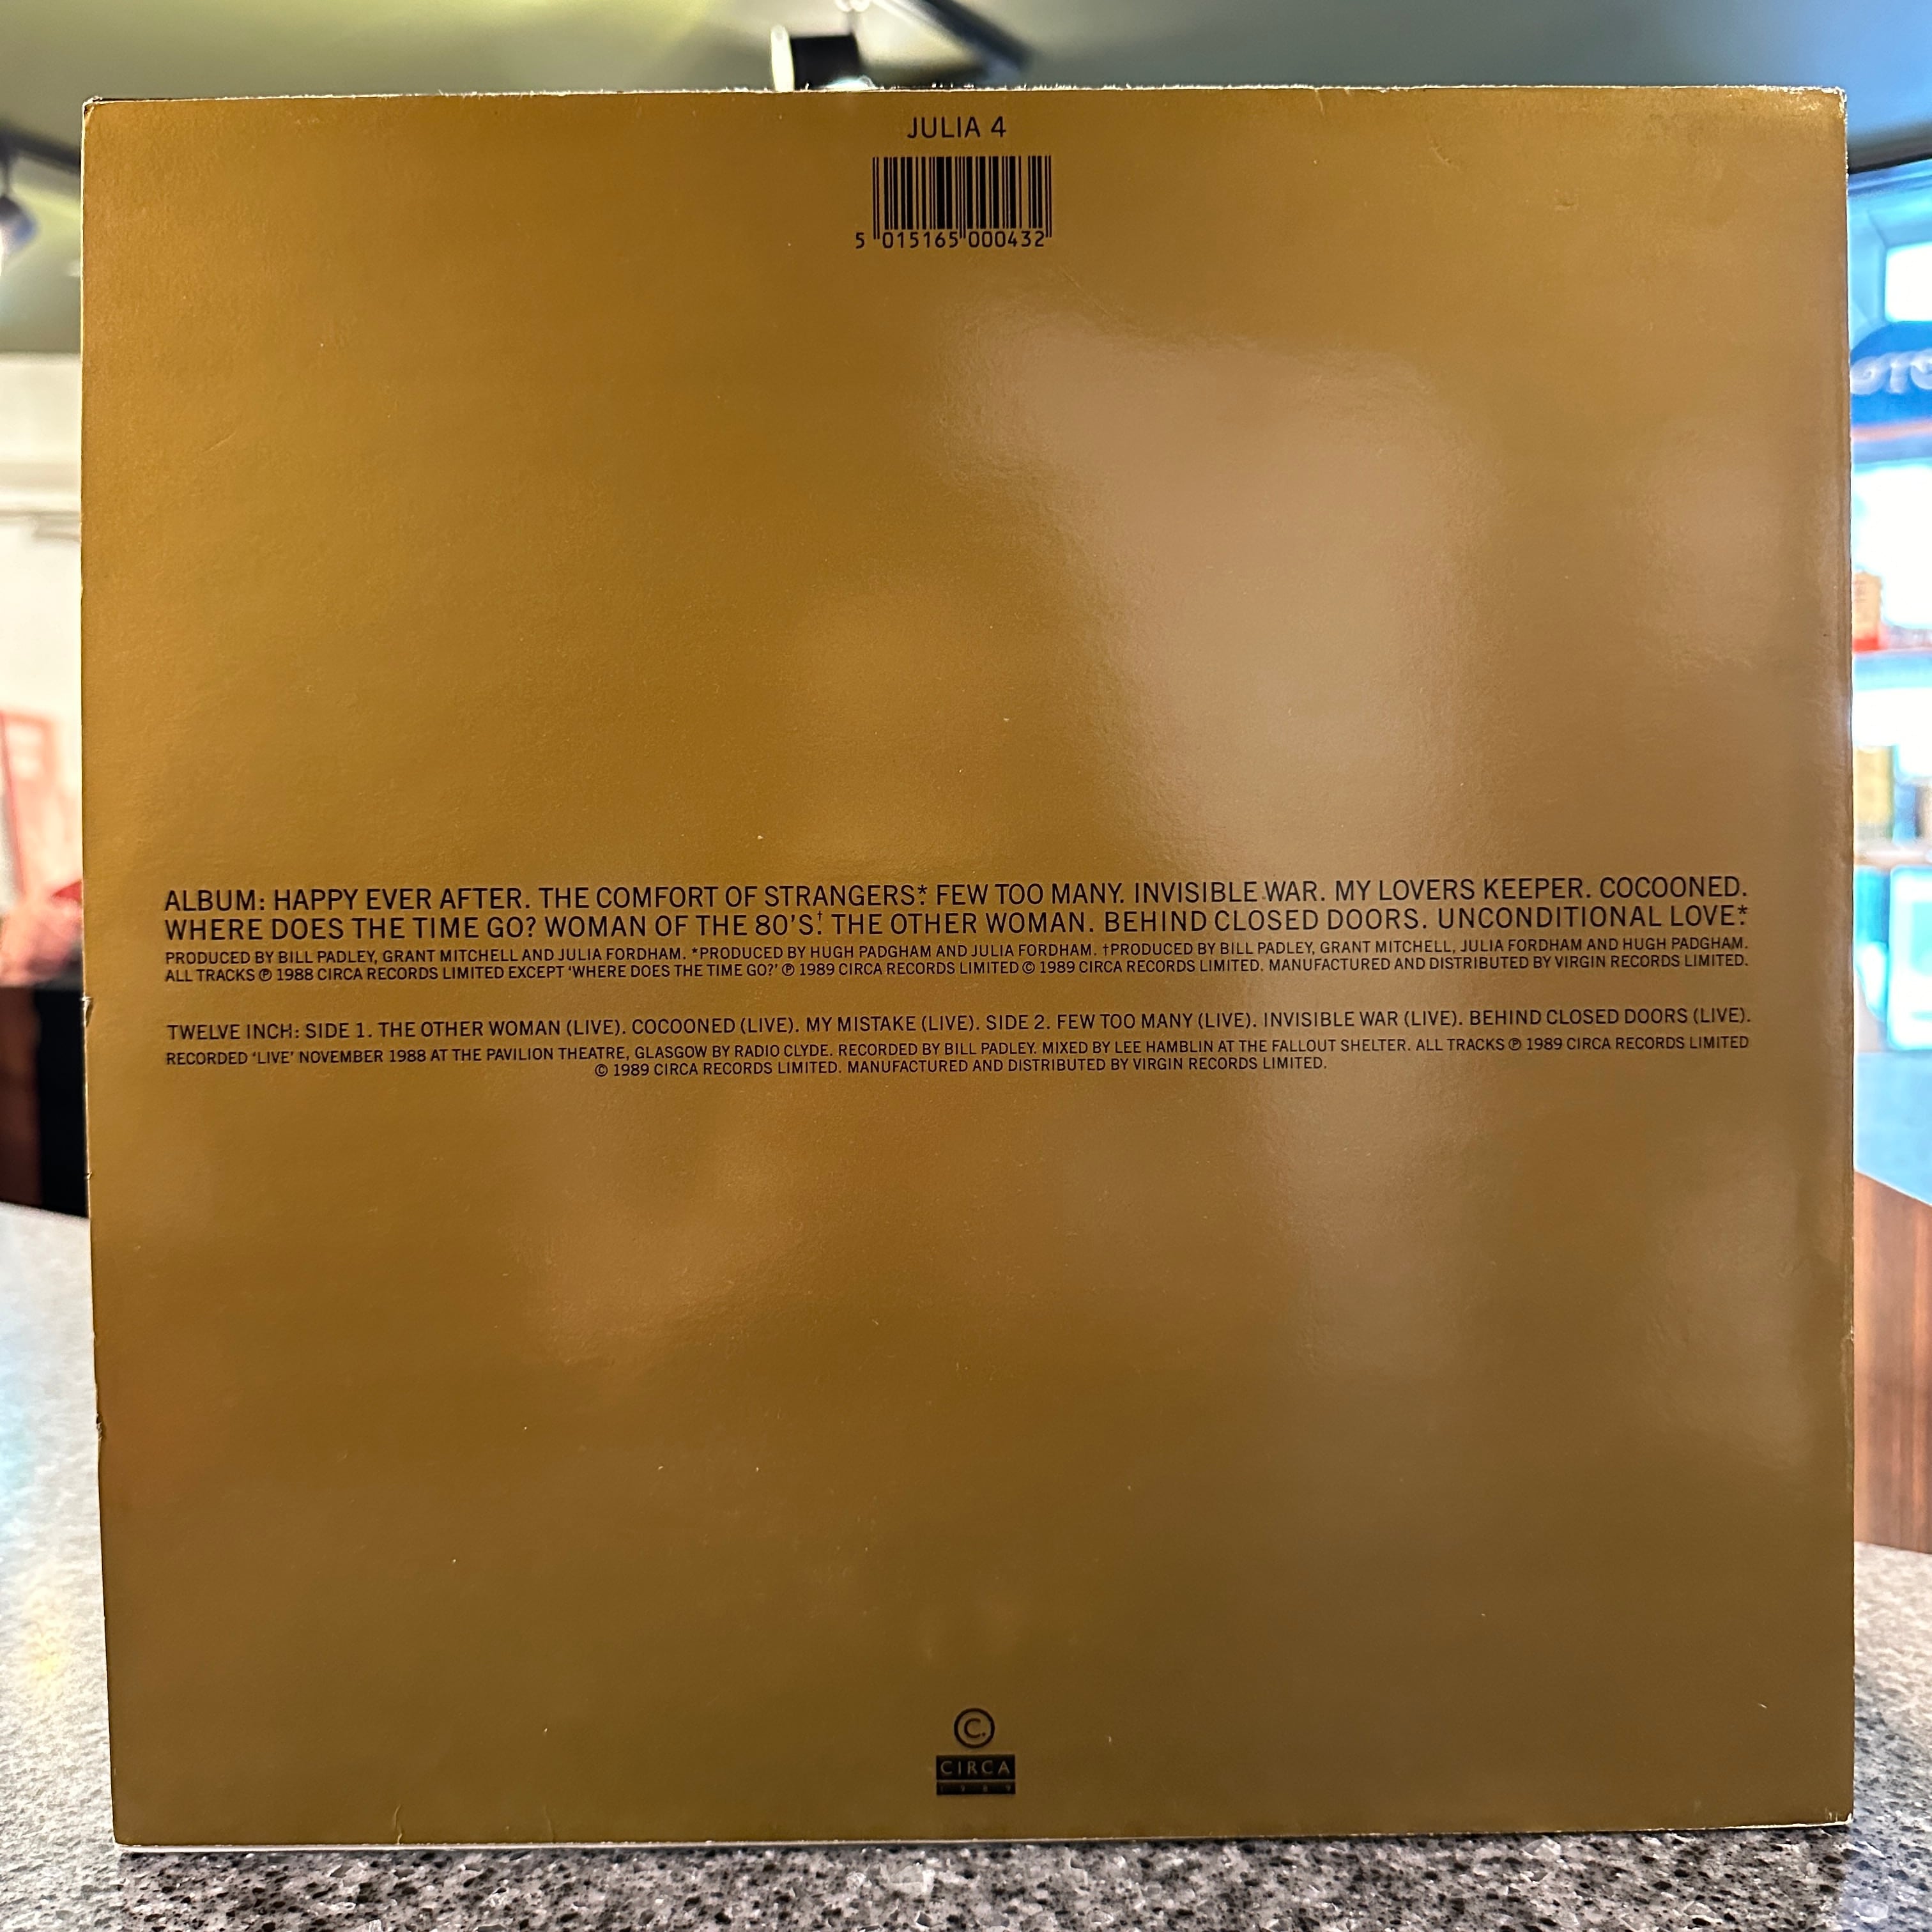 JULIA 4
5 015165 000432
ALBUM: HAPPY EVER AFTER. THE COMFORT OF STRANGERS* FEW TOO MANY. INVISIBLE WAR. MY LOVERS KEEPER. COCOONED.
WHERE DOES THE TIME GO? WOMAN OF THE 80'S.† THE OTHER WOMAN. BEHIND CLOSED DOORS. UNCONDITIONAL LOVE.*
PRODUCED BY BILL PADLEY, GRANT MITCHELL AND JULIA FORDHAM. *PRODUCED BY HUGH PADGHAM AND JULIA FORDHAM. †PRODUCED BY BILL PADLEY, GRANT MITCHELL, JULIA FORDHAM AND HUGH PADGHAM.
ALL TRACKS ℗ 1988 CIRCA RECORDS LIMITED EXCEPT 'WHERE DOES THE TIME GO?' ℗ 1989 CIRCA RECORDS LIMITED © 1989 CIRCA RECORDS LIMITED. MANUFACTURED AND DISTRIBUTED BY VIRGIN RECORDS LIMITED.
TWELVE INCH: SIDE 1. THE OTHER WOMAN (LIVE). COCOONED (LIVE). MY MISTAKE (LIVE). SIDE 2. FEW TOO MANY (LIVE). INVISIBLE WAR (LIVE). BEHIND CLOSED DOORS (LIVE).
RECORDED 'LIVE' NOVEMBER 1988 AT THE PAVILION THEATRE, GLASGOW BY RADIO CLYDE. RECORDED BY BILL PADLEY. MIXED BY LEE HAMBLIN AT THE FALLOUT SHELTER. ALL TRACKS ℗ 1989 CIRCA RECORDS LIMITED
© 1989 CIRCA RECORDS LIMITED. MANUFACTURED AND DISTRIBUTED BY VIRGIN RECORDS LIMITED.
C.
CIRCA
1989